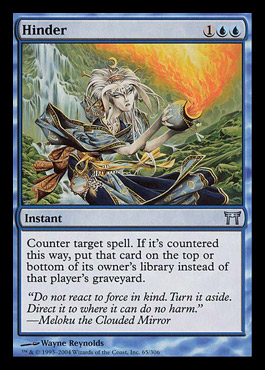 Hinder 1
Instant
Counter target spell. If it's countered
this way, put that card on the top or
bottom of its owner's library instead of
that player's graveyard.
"Do not react to force in kind. Turn it aside.
Direct it to where it can do no harm."
—Meloku the Clouded Mirror
Wayne Reynolds
™ & © 1993–2004 Wizards of the Coast, Inc. 65/306